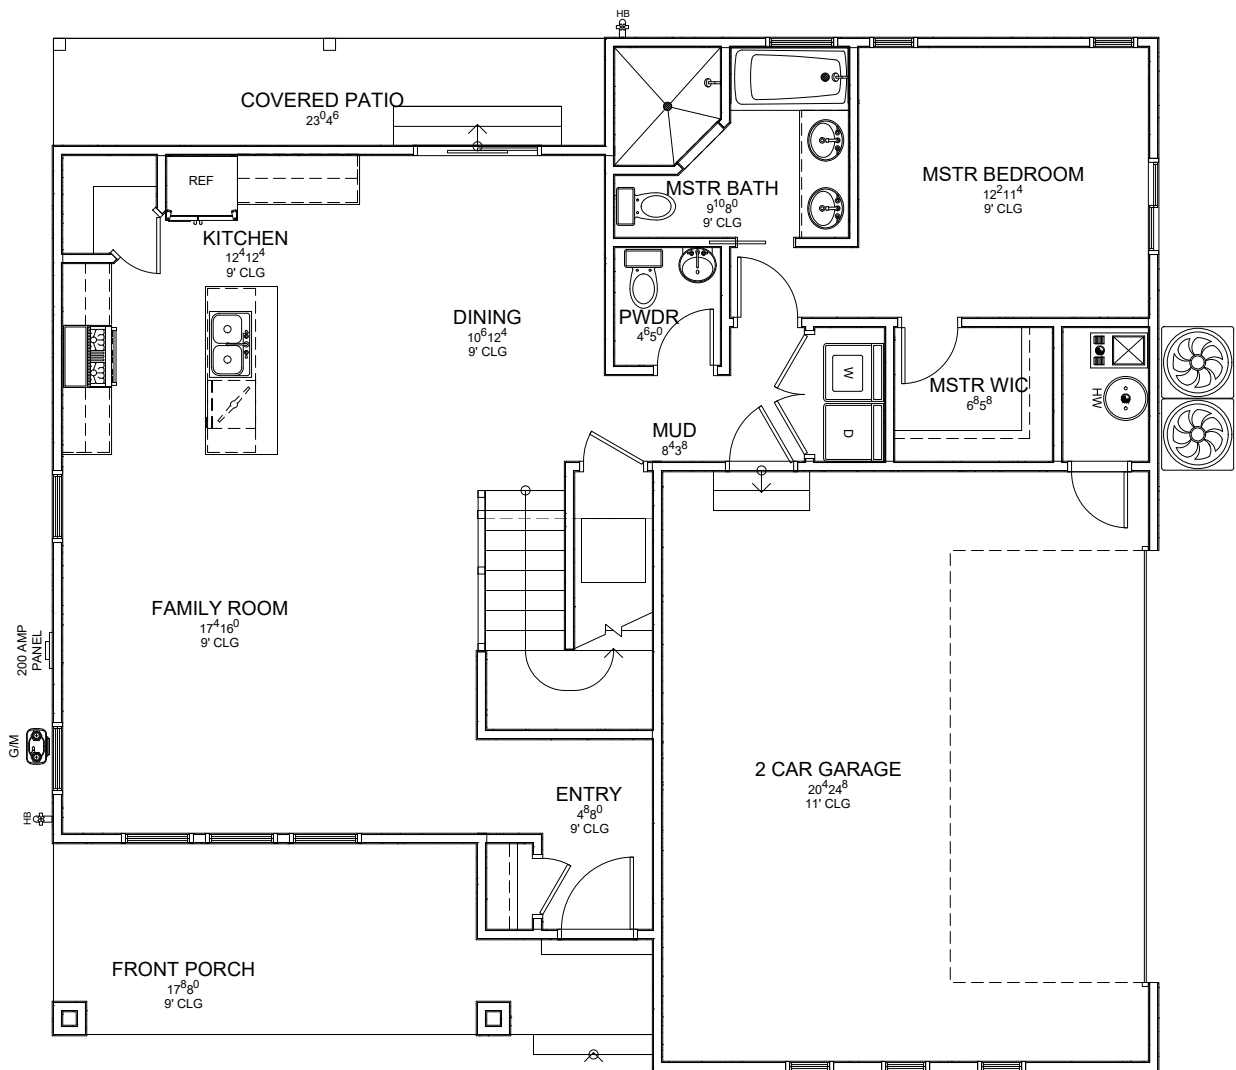 HB
COVERED PATIO
23⁰4⁶
REF
KITCHEN
12⁴12⁴
9' CLG
DINING
10⁶12⁴
9' CLG
MSTR BATH
9¹⁰8⁰
9' CLG
MSTR BEDROOM
12²11⁴
9' CLG
PWDR
4⁶5⁰
W
D
MSTR WIC
6⁸5⁸
HW
MUD
8⁴3⁸
FAMILY ROOM
17⁴16⁰
9' CLG
200 AMP
PANEL
G/M
HB
ENTRY
4⁸8⁰
9' CLG
2 CAR GARAGE
20⁴24⁸
11' CLG
FRONT PORCH
17⁸8⁰
9' CLG